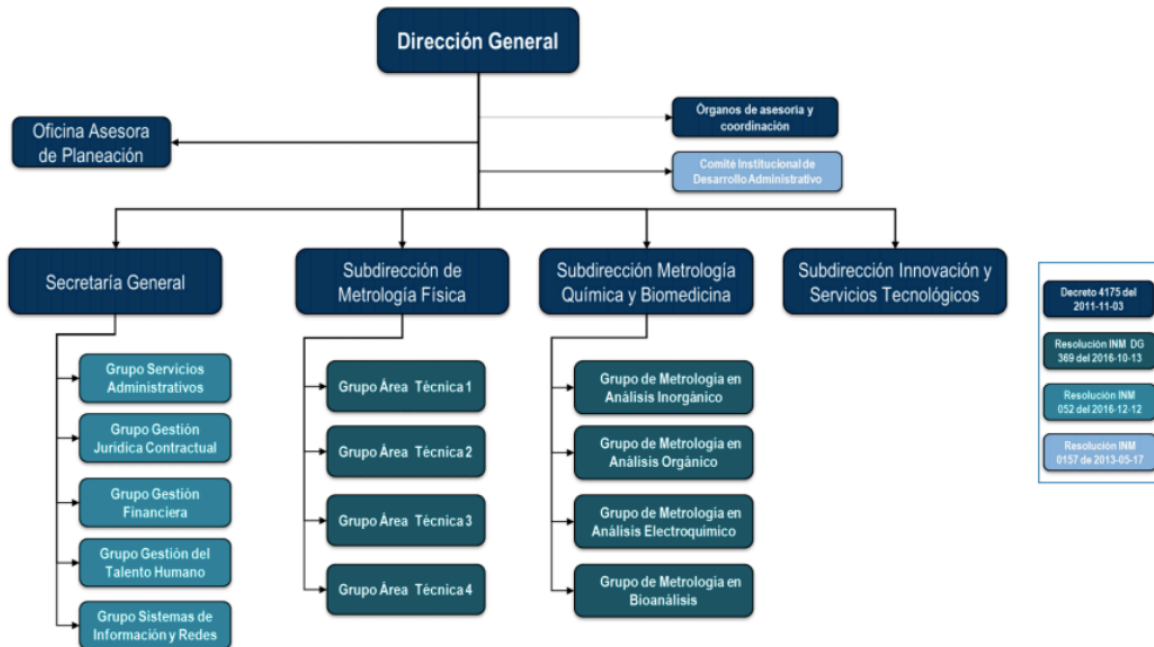 Dirección General
Oficina Asesora
de Planeación
Órganos de asesoría y
coordinación
Comité Institucional de
Desarrollo Administrativo
Secretaría General
Subdirección de
Metrología Física
Subdirección Metrología
Química y Biomedicina
Subdirección Innovación y
Servicios Tecnológicos
Grupo Servicios
Administrativos
Grupo Gestión
Jurídica Contractual
Grupo Gestión
Financiera
Grupo Gestión del
Talento Humano
Grupo Sistemas de
Información y Redes
Grupo Área Técnica 1
Grupo Área Técnica 2
Grupo Área Técnica 3
Grupo Área Técnica 4
Grupo de Metrología en
Análisis Inorgánico
Grupo de Metrología en
Análisis Orgánico
Grupo de Metrología en
Análisis Electroquímico
Grupo de Metrología en
Bioanálisis
Decreto 4175 del
2011-11-03
Resolución INM DG
369 del 2016-10-13
Resolución INM
052 del 2016-12-12
Resolución INM
0157 de 2013-05-17